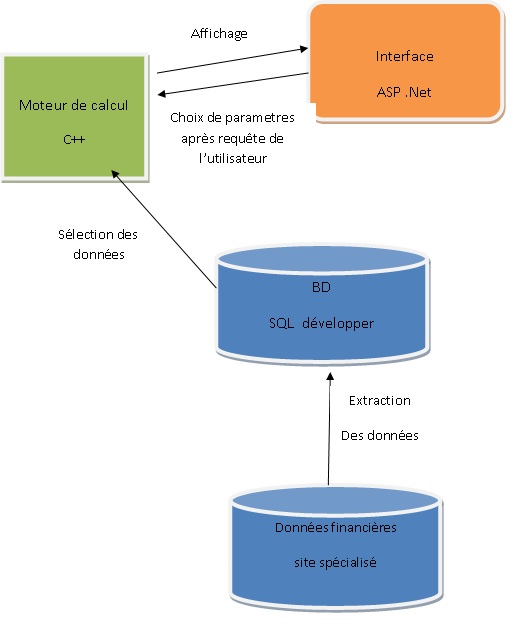 Affichage
Interface
ASP .Net
Moteur de calcul
C++
Choix de parametres
après requête de
l’utilisateur
Sélection des
données
BD
SQL développer
Extraction
Des données
Données financières
site spécialisé